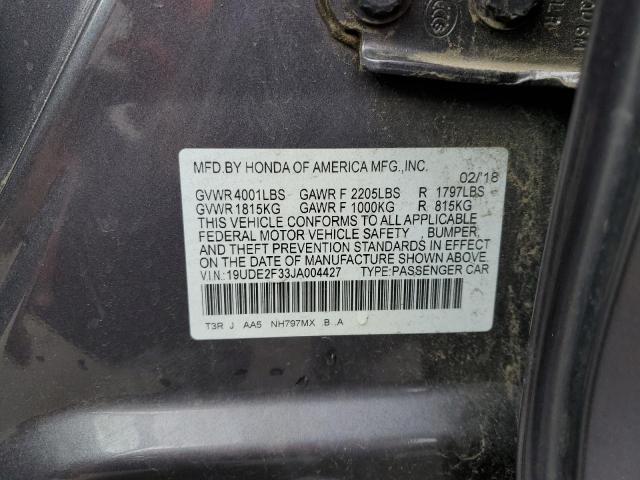 MFD.BY HONDA OF AMERICA MFG.,INC.
02/'18
GVWR 4001LBS GAWR F 2205LBS R 1797LBS
GVWR 1815KG GAWR F 1000KG R 815KG
THIS VEHICLE CONFORMS TO ALL APPLICABLE
FEDERAL MOTOR VEHICLE SAFETY , BUMPER,
AND THEFT PREVENTION STANDARDS IN EFFECT
ON THE DATE OF MANUFACTURE SHOWN ABOVE.
V.I.N.:19UDE2F33JA004427 TYPE:PASSENGER CAR
T3R J AA5 NH797MX B .A